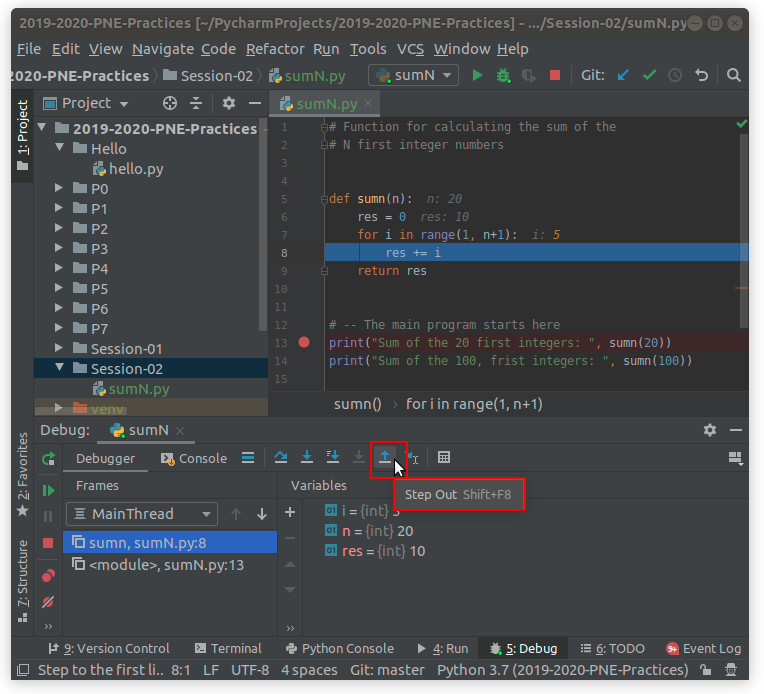 2019-2020-PNE-Practices [~/PycharmProjects/2019-2020-PNE-Practices] - .../Session-02/sumN.py
File Edit View Navigate Code Refactor Run Tools VCS Window Help
2020-PNE-Practices Session-02 sumN.py sumN Git:
1: Project
Project
sumN.py
2019-2020-PNE-Practices
Hello
hello.py
P0
P1
P2
P3
P4
P5
P6
P7
Session-01
Session-02
sumN.py
venv
1 # Function for calculating the sum of the
2 # N first integer numbers
3
4
5 def sumn(n): n: 20
6 res = 0 res: 10
7 for i in range(1, n+1): i: 5
8 res += i
9 return res
10
11
12 # -- The main program starts here
13 print("Sum of the 20 first integers: ", sumn(20))
14 print("Sum of the 100, frist integers: ", sumn(100))
15
sumn() › for i in range(1, n+1)
Debug: sumN
Debugger Console
Step Out Shift+F8
Frames
MainThread
sumn, sumN.py:8
<module>, sumN.py:13
Variables
i = {int} 5
n = {int} 20
res = {int} 10
2: Favorites
7: Structure
9: Version Control Terminal Python Console 4: Run 5: Debug 6: TODO 9+ Event Log
Step to the first li.. 8:1 LF UTF-8 4 spaces Git: master Python 3.7 (2019-2020-PNE-Practices)